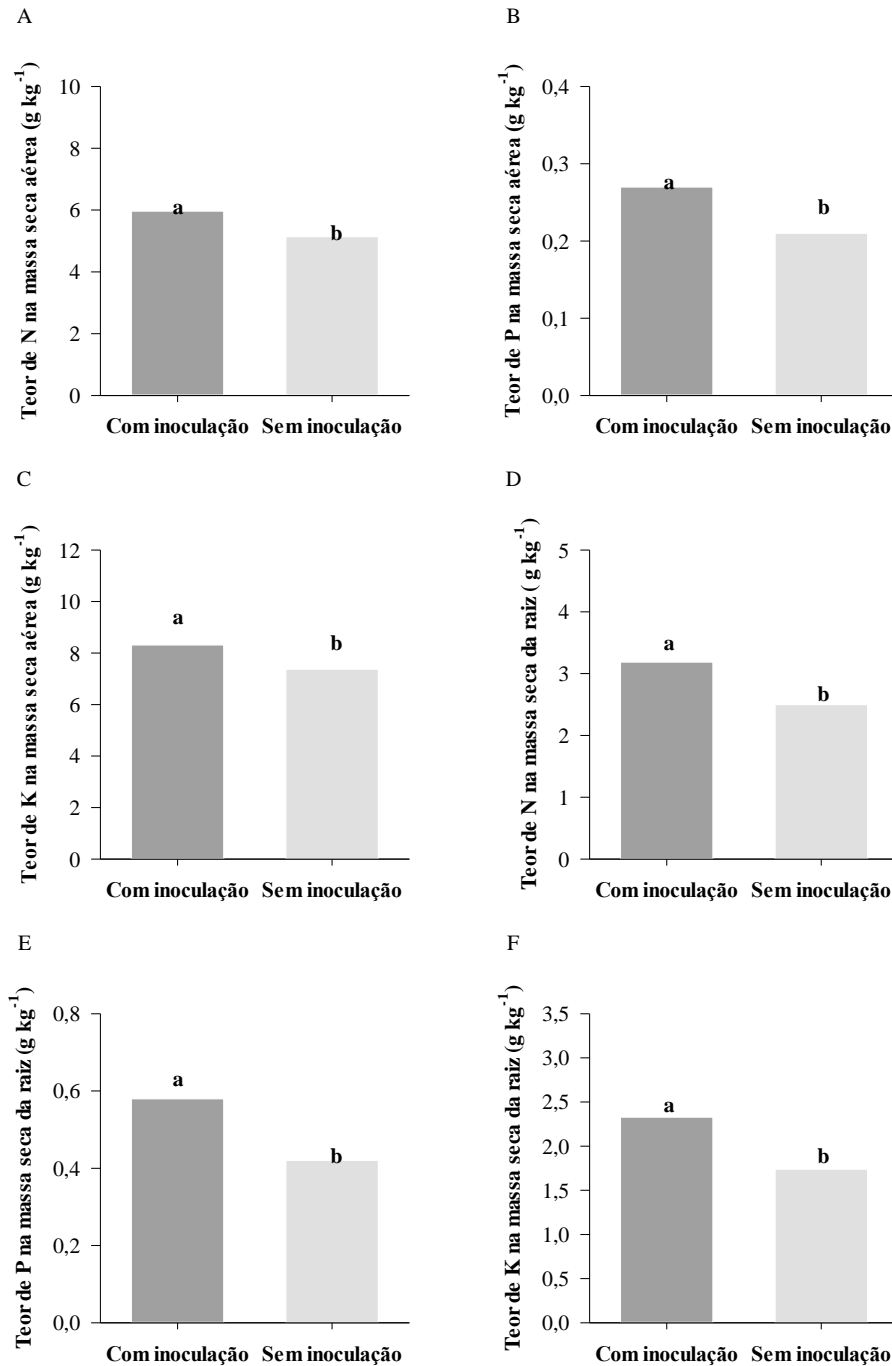 A
Teor de N na massa seca aérea (g kg⁻¹)
10
8
6
4
2
0
a
b
Com inoculação Sem inoculação
B
Teor de P na massa seca aérea (g kg⁻¹)
0,4
0,3
0,2
0,1
0,0
a
b
Com inoculação Sem inoculação
C
Teor de K na massa seca aérea (g kg⁻¹)
12
10
8
6
4
2
0
a
b
Com inoculação Sem inoculação
D
Teor de N na massa seca da raiz ( g kg⁻¹)
5
4
3
2
1
0
a
b
Com inoculação Sem inoculação
E
Teor de P na massa seca da raiz (g kg⁻¹)
0,8
0,6
0,4
0,2
0,0
a
b
Com inoculação Sem inoculação
F
Teor de K na massa seca da raiz (g kg⁻¹)
3,5
3,0
2,5
2,0
1,5
1,0
0,5
0,0
a
b
Com inoculação Sem inoculação